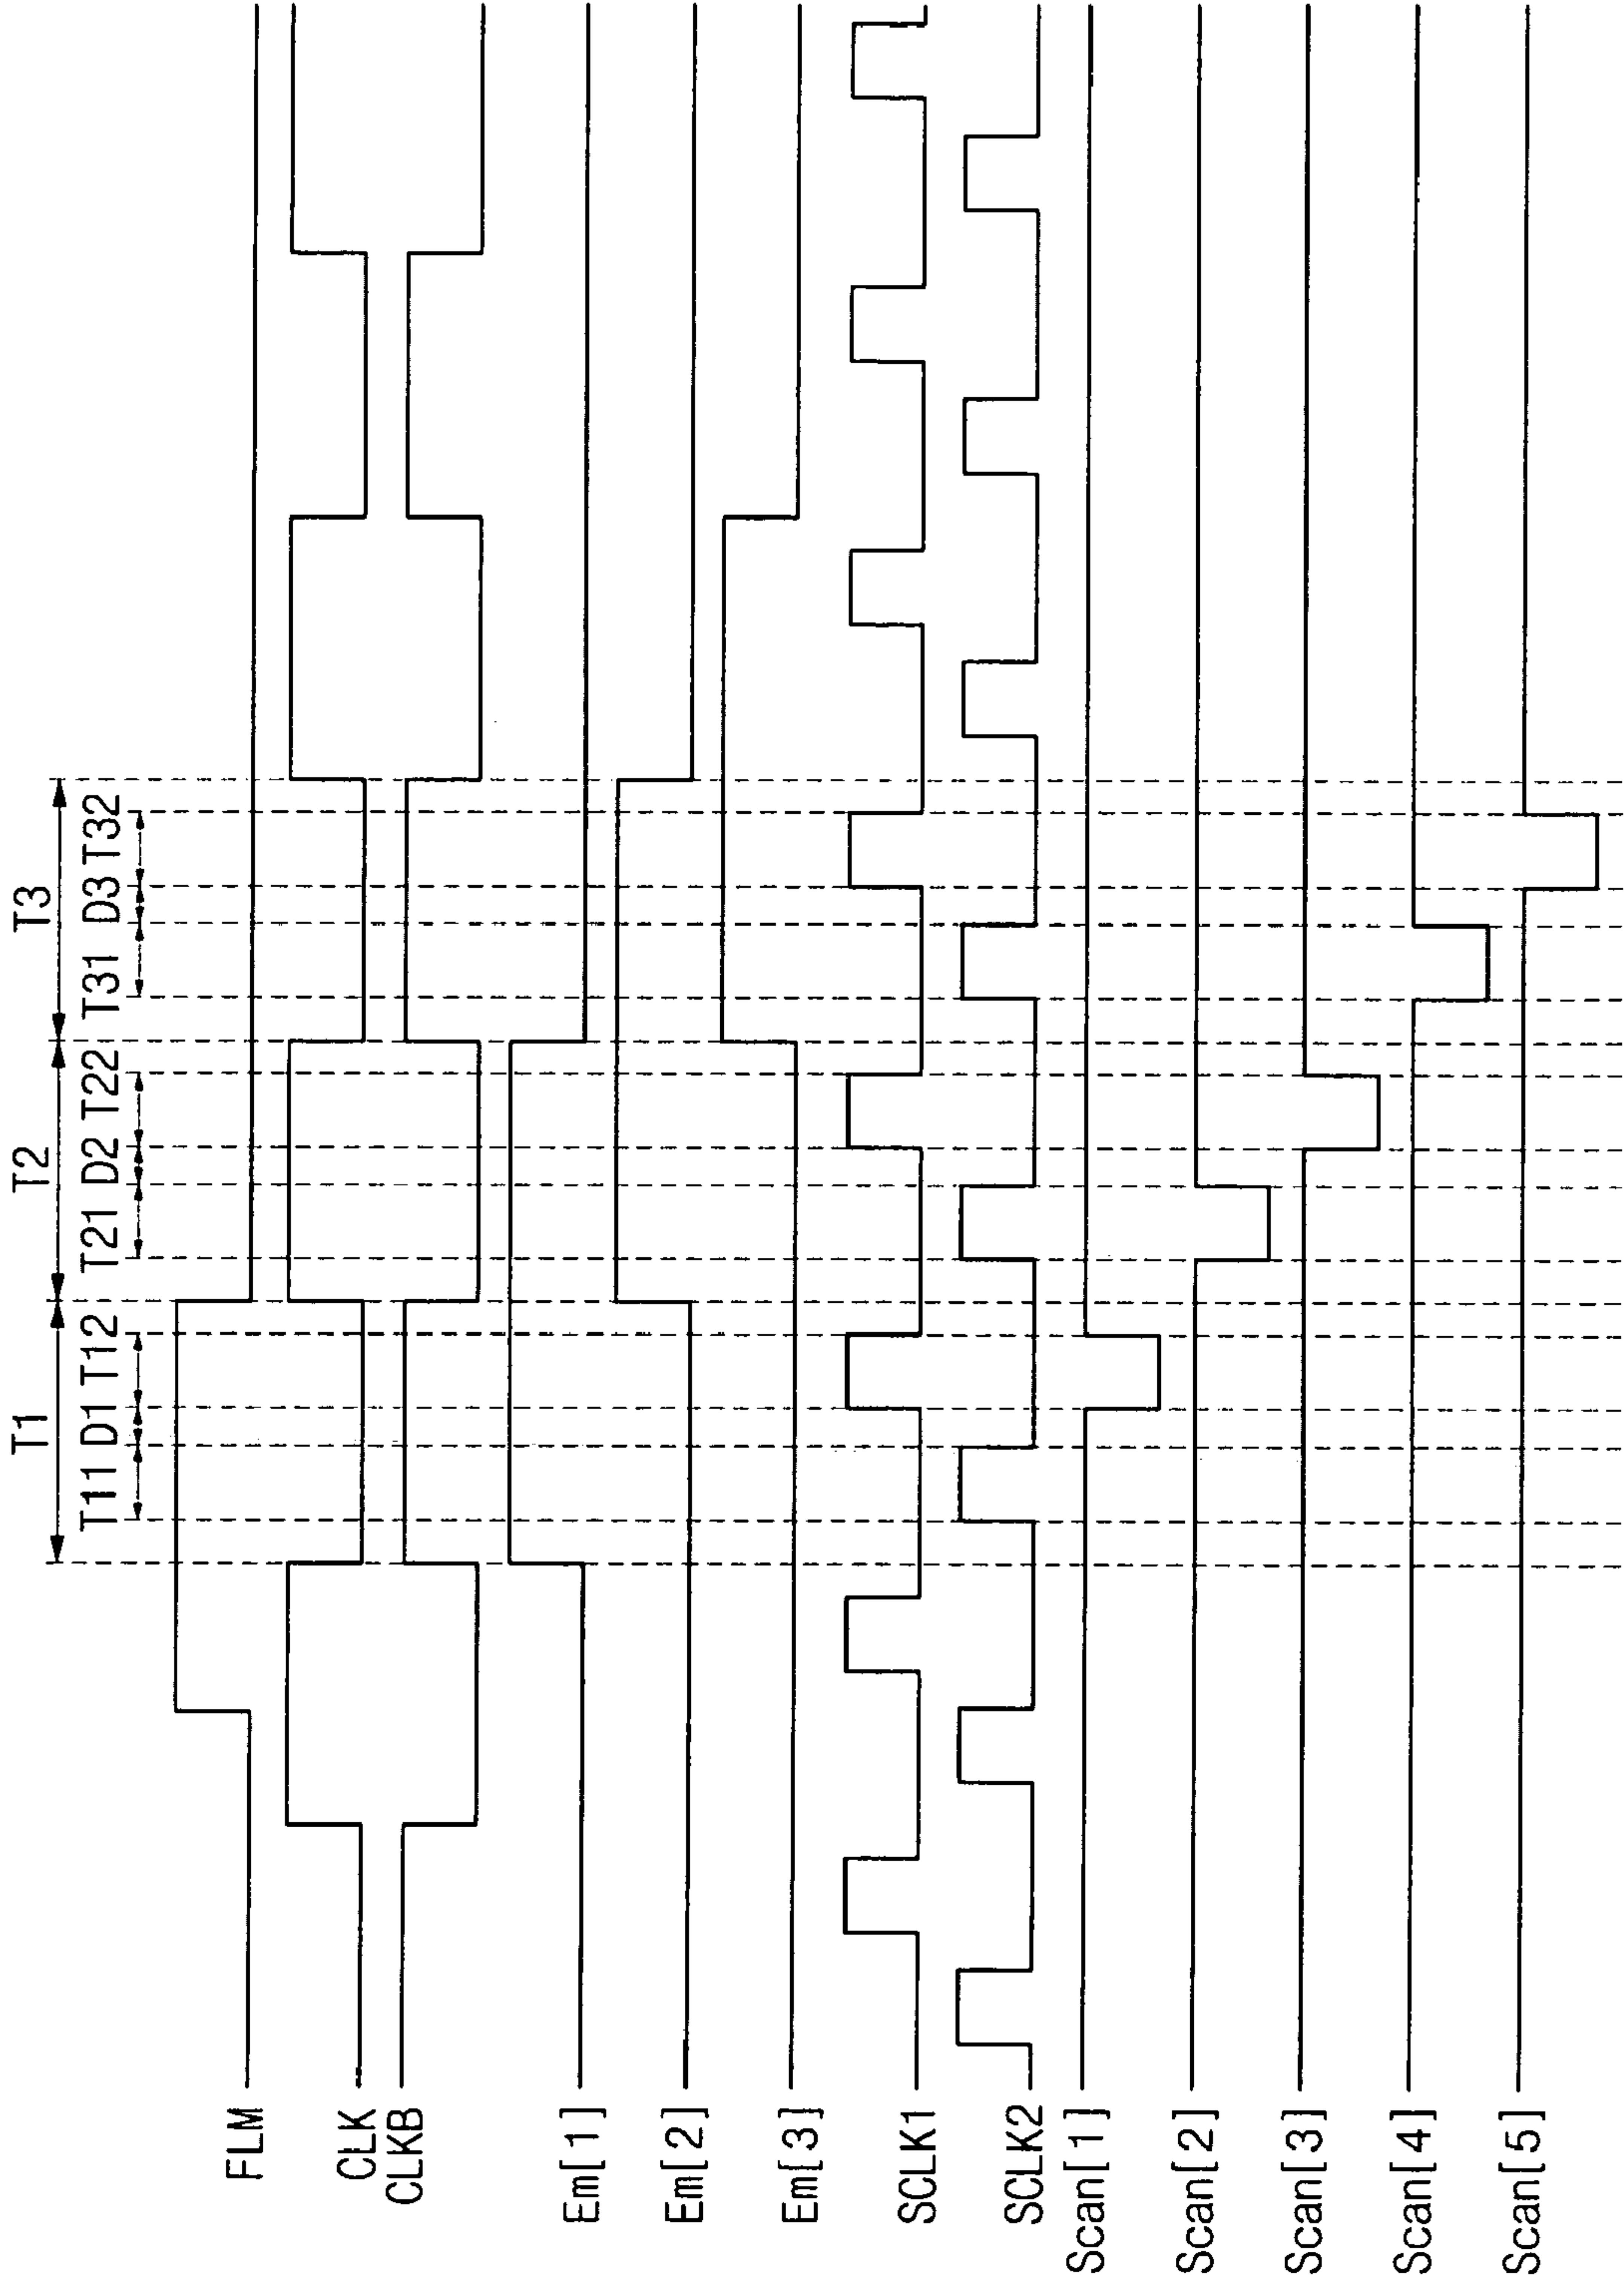 T1 T2 T3
T11 D1 T12 T21 D2 T22 T31 D3 T32
FLM
CLK
CLKB
Em[1]
Em[2]
Em[3]
SCLK1
SCLK2
Scan[1]
Scan[2]
Scan[3]
Scan[4]
Scan[5]